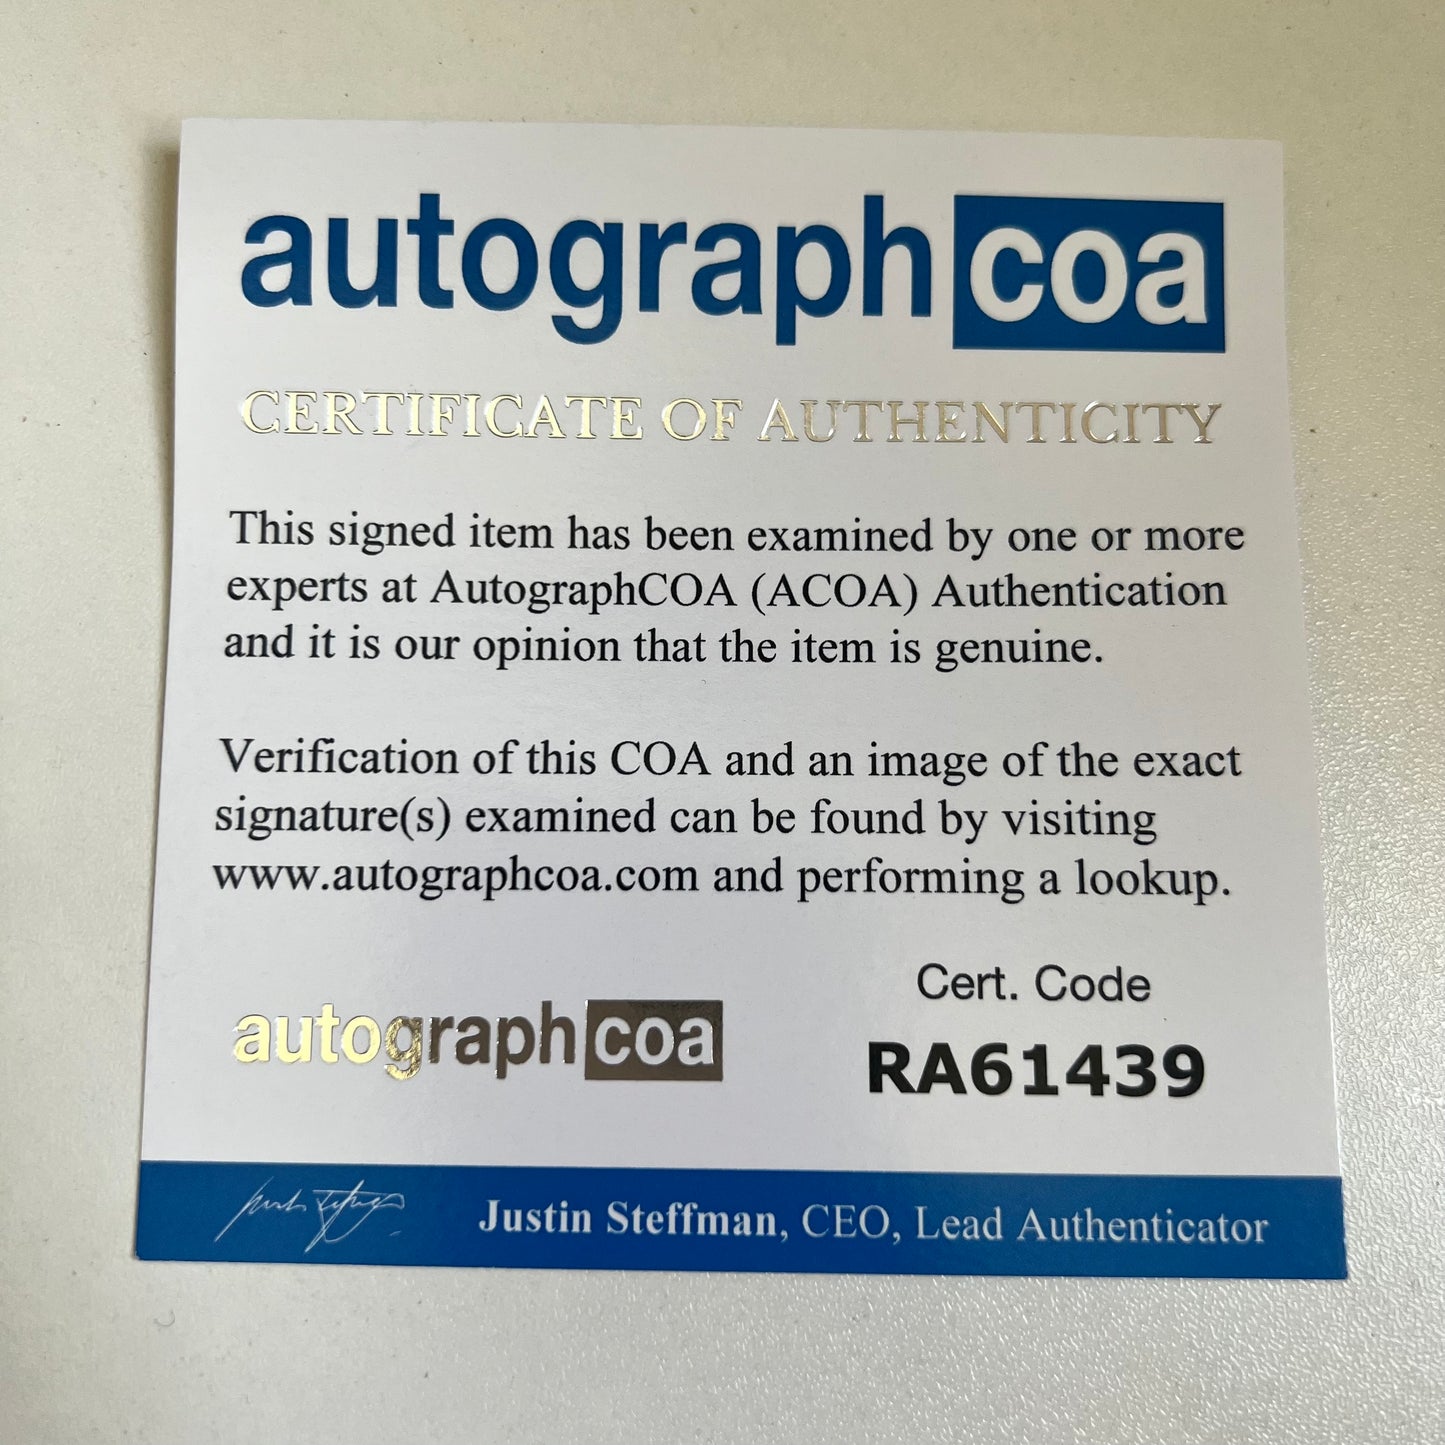 autographcoa
CERTIFICATE OF AUTHENTICITY
This signed item has been examined by one or more
experts at AutographCOA (ACOA) Authentication
and it is our opinion that the item is genuine.
Verification of this COA and an image of the exact
signature(s) examined can be found by visiting
www.autographcoa.com and performing a lookup.
Cert. Code
autographcoa RA61439
Justin Steffman, CEO, Lead Authenticator